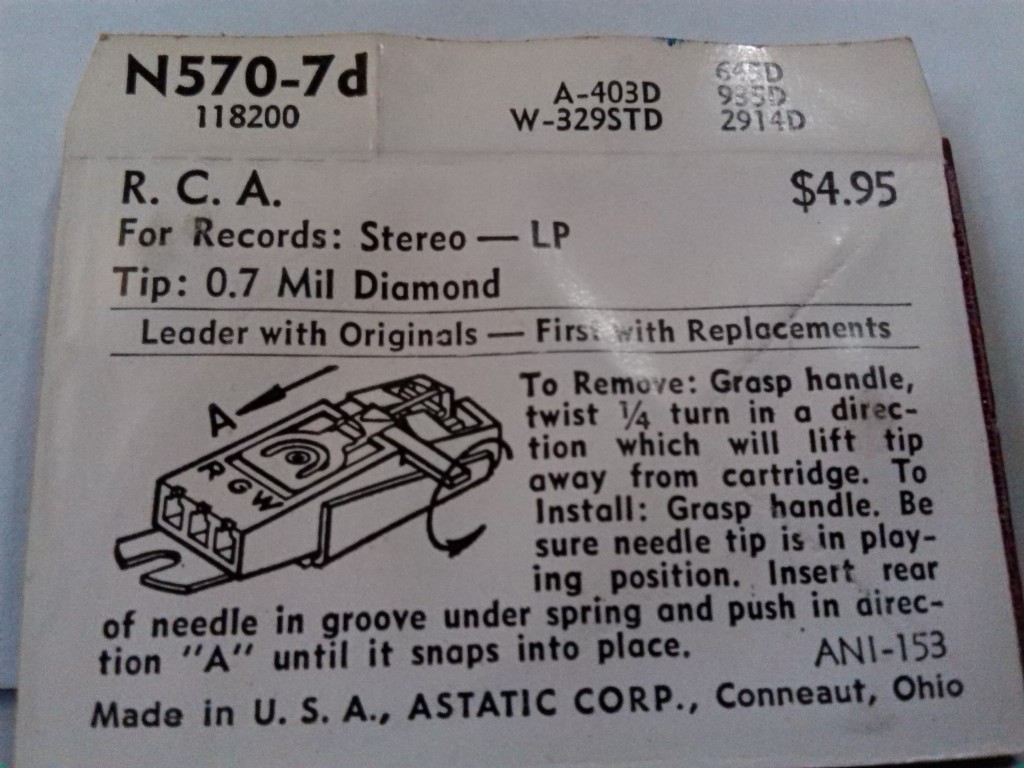 N570-7d
118200
A-403D
W-329STD
645D
935D
2914D
R. C. A.
$4.95
For Records: Stereo — LP
Tip: 0.7 Mil Diamond
Leader with Originals — First with Replacements
A
R G W
To Remove: Grasp handle,
twist ¼ turn in a direc-
tion which will lift tip
away from cartridge. To
Install: Grasp handle. Be
sure needle tip is in play-
ing position. Insert rear
of needle in groove under spring and push in direc-
tion "A" until it snaps into place.
ANI-153
Made in U. S. A., ASTATIC CORP., Conneaut, Ohio